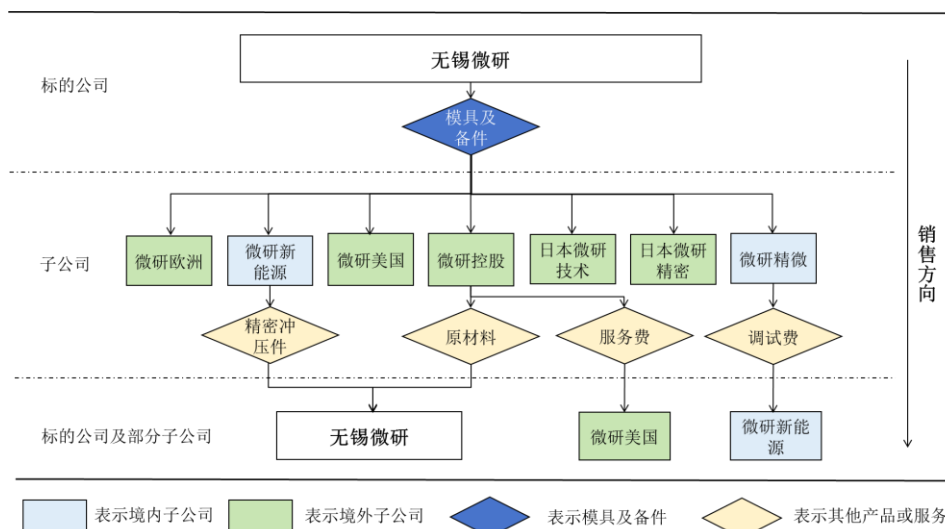 无锡微研
标的公司
模具及
备件
子公司
微研欧洲
微研新
能源
微研美国
微研控股
日本微研
技术
日本微研
精密
微研精微
销售方向
精密冲
压件
原材料
服务费
调试费
标的公司及部分子公司
无锡微研
微研美国
微研新能
源
表示境内子公司
表示境外子公司
表示模具及备件
表示其他产品或服务